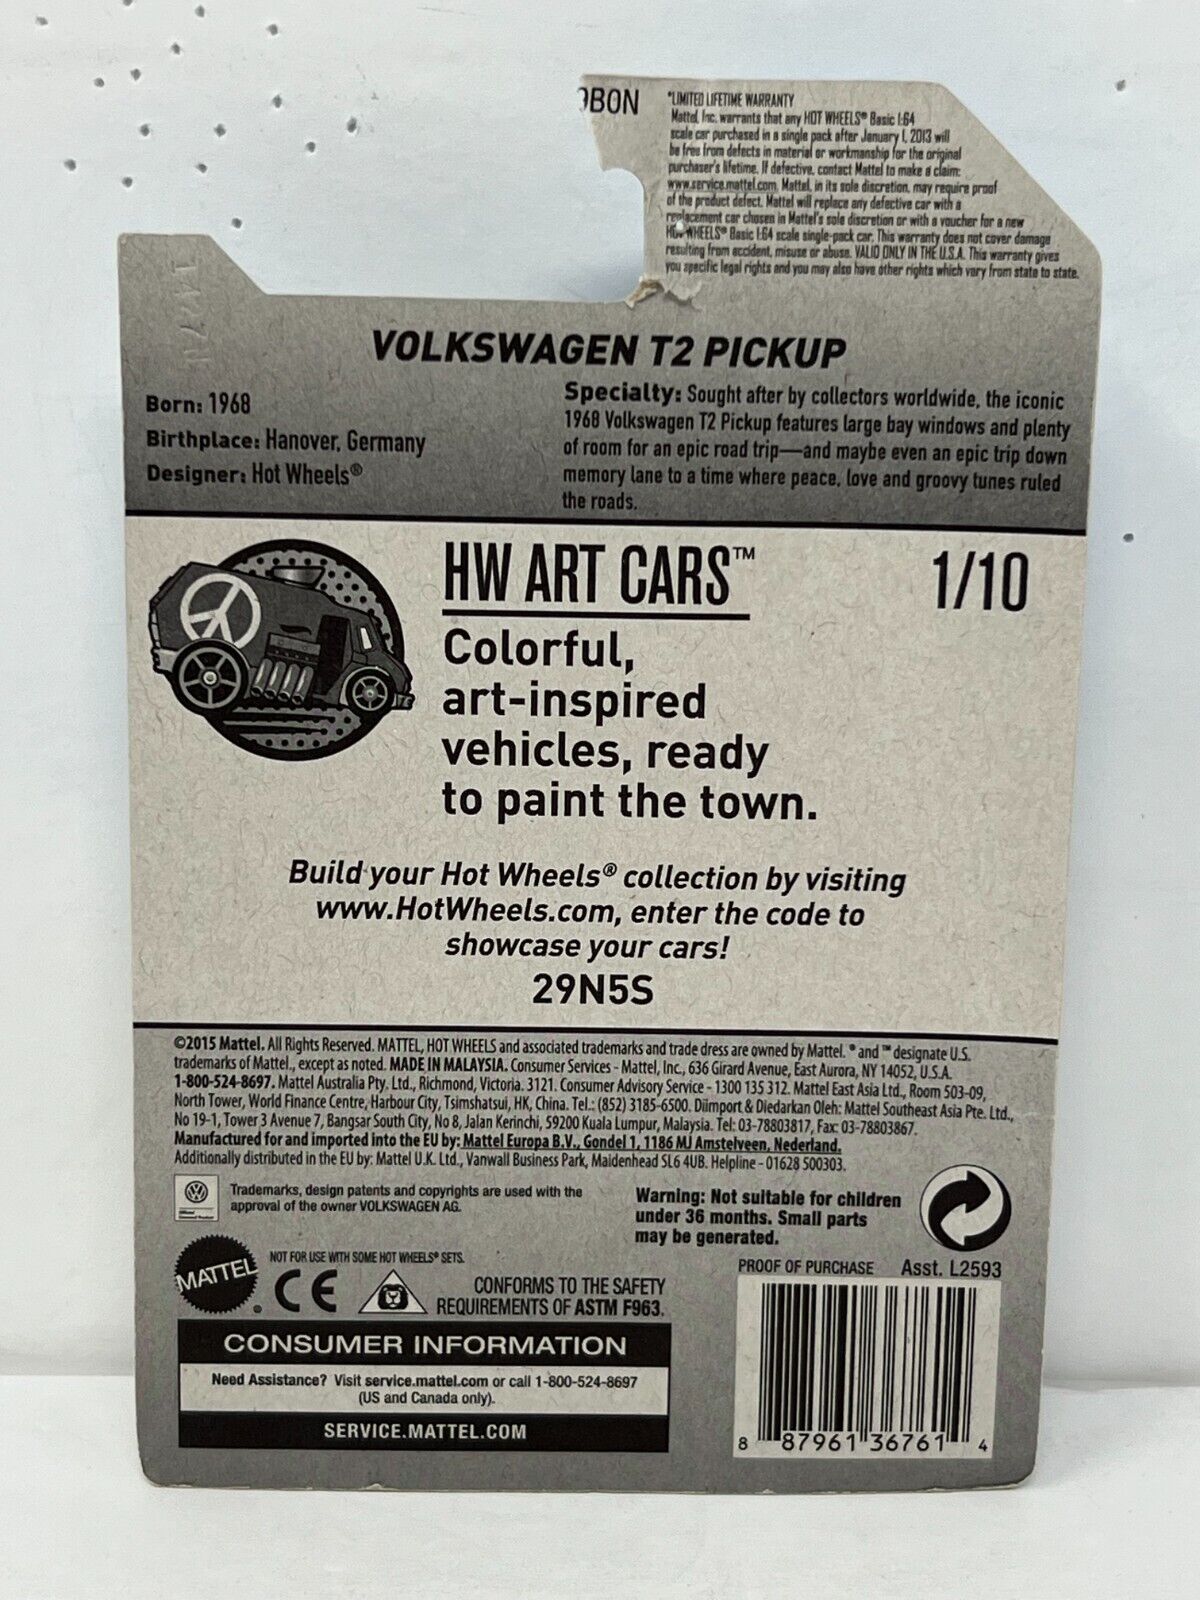 OBON
*LIMITED LIFETIME WARRANTY
Mattel, Inc. warrants that any HOT WHEELS® Basic 1:64
scale car purchased in a single pack after January 1, 2013 will
be free from defects in material or workmanship for the original
purchaser's lifetime. If defective, contact Mattel to make a claim:
www.service.mattel.com. Mattel, in its sole discretion, may require proof
of the product defect. Mattel will replace any defective car with a
replacement car chosen in Mattel's sole discretion or with a voucher for a new
HOT WHEELS® Basic 1:64 scale single-pack car. This warranty does not cover damage
resulting from accident, misuse or abuse. VALID ONLY IN THE U.S.A. This warranty gives
you specific legal rights and you may also have other rights which vary from state to state.
VOLKSWAGEN T2 PICKUP
Born: 1968
Birthplace: Hanover, Germany
Designer: Hot Wheels®
Specialty: Sought after by collectors worldwide, the iconic
1968 Volkswagen T2 Pickup features large bay windows and plenty
of room for an epic road trip—and maybe even an epic trip down
memory lane to a time where peace, love and groovy tunes ruled
the roads.
HW ART CARS™
1/10
Colorful,
art-inspired
vehicles, ready
to paint the town.
Build your Hot Wheels® collection by visiting
www.HotWheels.com, enter the code to
showcase your cars!
29N5S
©2015 Mattel. All Rights Reserved. MATTEL, HOT WHEELS and associated trademarks and trade dress are owned by Mattel. ® and ™ designate U.S.
trademarks of Mattel., except as noted. MADE IN MALAYSIA. Consumer Services - Mattel, Inc., 636 Girard Avenue, East Aurora, NY 14052, U.S.A.
1-800-524-8697. Mattel Australia Pty. Ltd., Richmond, Victoria. 3121. Consumer Advisory Service - 1300 135 312. Mattel East Asia Ltd., Room 503-09,
North Tower, World Finance Centre, Harbour City, Tsimshatsui, HK, China. Tel.: (852) 3185-6500. Diimport & Diedarkan Oleh: Mattel Southeast Asia Pte. Ltd.,
No 19-1, Tower 3 Avenue 7, Bangsar South City, No 8, Jalan Kerinchi, 59200 Kuala Lumpur, Malaysia. Tel: 03-78803817, Fax: 03-78803867.
Manufactured for and imported into the EU by: Mattel Europa B.V., Gondel 1, 1186 MJ Amstelveen, Nederland.
Additionally distributed in the EU by: Mattel U.K. Ltd., Vanwall Business Park, Maidenhead SL6 4UB. Helpline - 01628 500303.
Trademarks, design patents and copyrights are used with the
approval of the owner VOLKSWAGEN AG.
Warning: Not suitable for children
under 36 months. Small parts
may be generated.
MATTEL®
NOT FOR USE WITH SOME HOT WHEELS® SETS.
CE
CONFORMS TO THE SAFETY
REQUIREMENTS OF ASTM F963.
PROOF OF PURCHASE
Asst. L2593
CONSUMER INFORMATION
Need Assistance? Visit service.mattel.com or call 1-800-524-8697
(US and Canada only).
SERVICE.MATTEL.COM
8 87961 36761 4